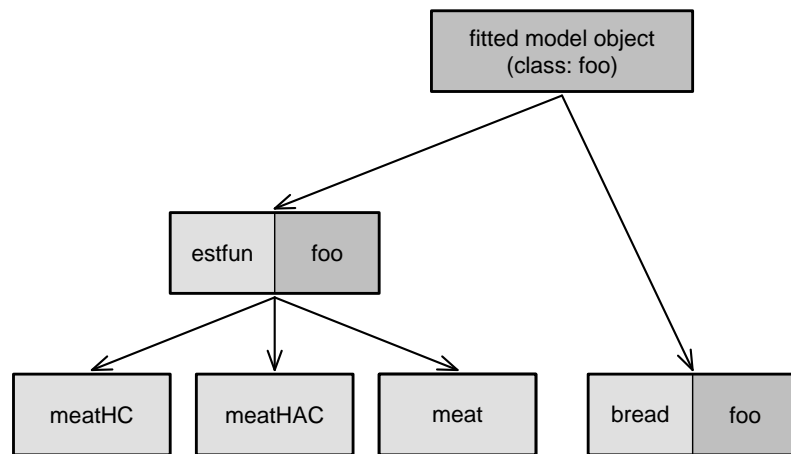 fitted model object
(class: foo)
estfun
foo
meatHC
meatHAC
meat
bread
foo